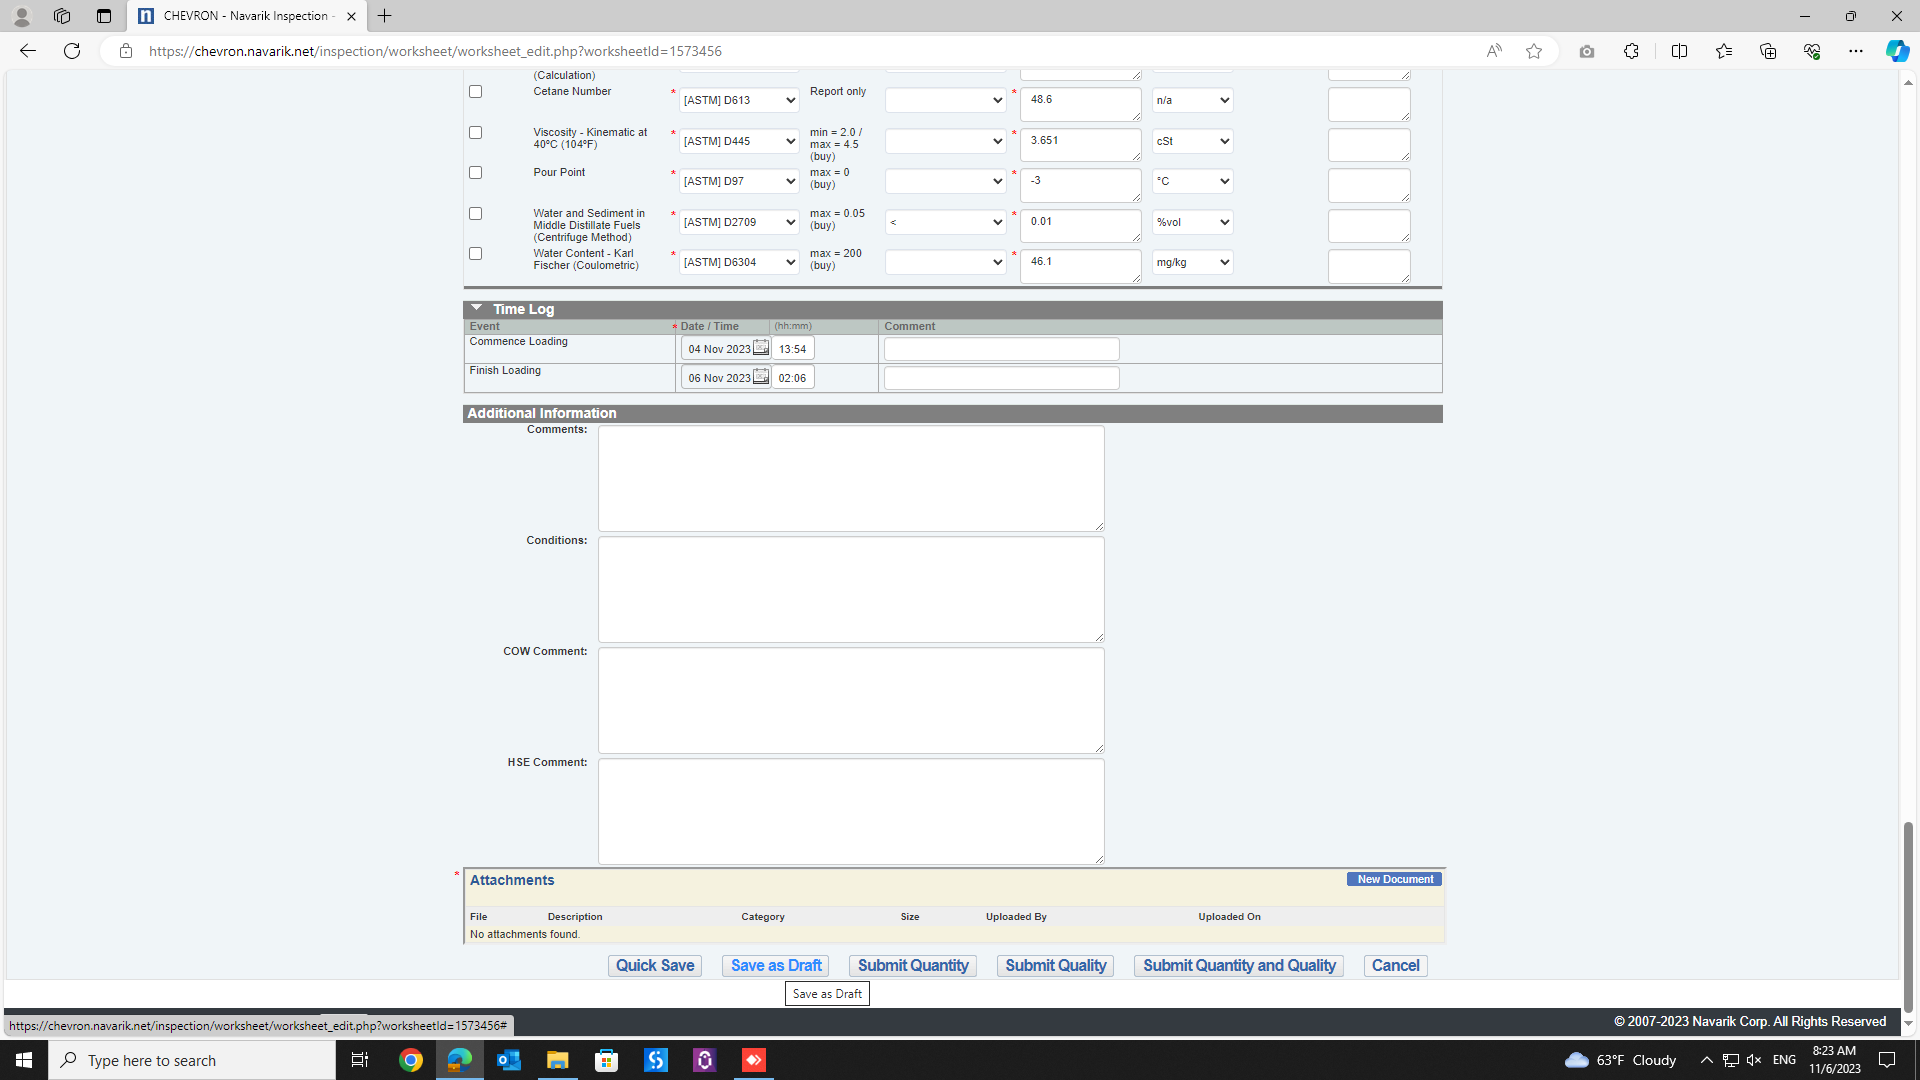 CHEVRON - Navarik Inspection -
https://chevron.navarik.net/inspection/worksheet/worksheet_edit.php?worksheetId=1573456
(Calculation)
Cetane Number * [ASTM] D613 Report only * 48.6 n/a
Viscosity - Kinematic at * [ASTM] D445 min = 2.0 / * 3.651 cSt
40ºC (104ºF) max = 4.5
(buy)
Pour Point * [ASTM] D97 max = 0 * -3 °C
(buy)
Water and Sediment in * [ASTM] D2709 max = 0.05 < * 0.01 %vol
Middle Distillate Fuels (buy)
(Centrifuge Method)
Water Content - Karl * [ASTM] D6304 max = 200 * 46.1 mg/kg
Fischer (Coulometric) (buy)
Time Log
Event * Date / Time (hh:mm) Comment
Commence Loading 04 Nov 2023 13:54
Finish Loading 06 Nov 2023 02:06
Additional Information
Comments:
Conditions:
COW Comment:
HSE Comment:
* Attachments New Document
File Description Category Size Uploaded By Uploaded On
No attachments found.
Quick Save Save as Draft Submit Quantity Submit Quality Submit Quantity and Quality Cancel
Save as Draft
https://chevron.navarik.net/inspection/worksheet/worksheet_edit.php?worksheetId=1573456#
© 2007-2023 Navarik Corp. All Rights Reserved
Type here to search
63°F Cloudy
ENG
8:23 AM
11/6/2023